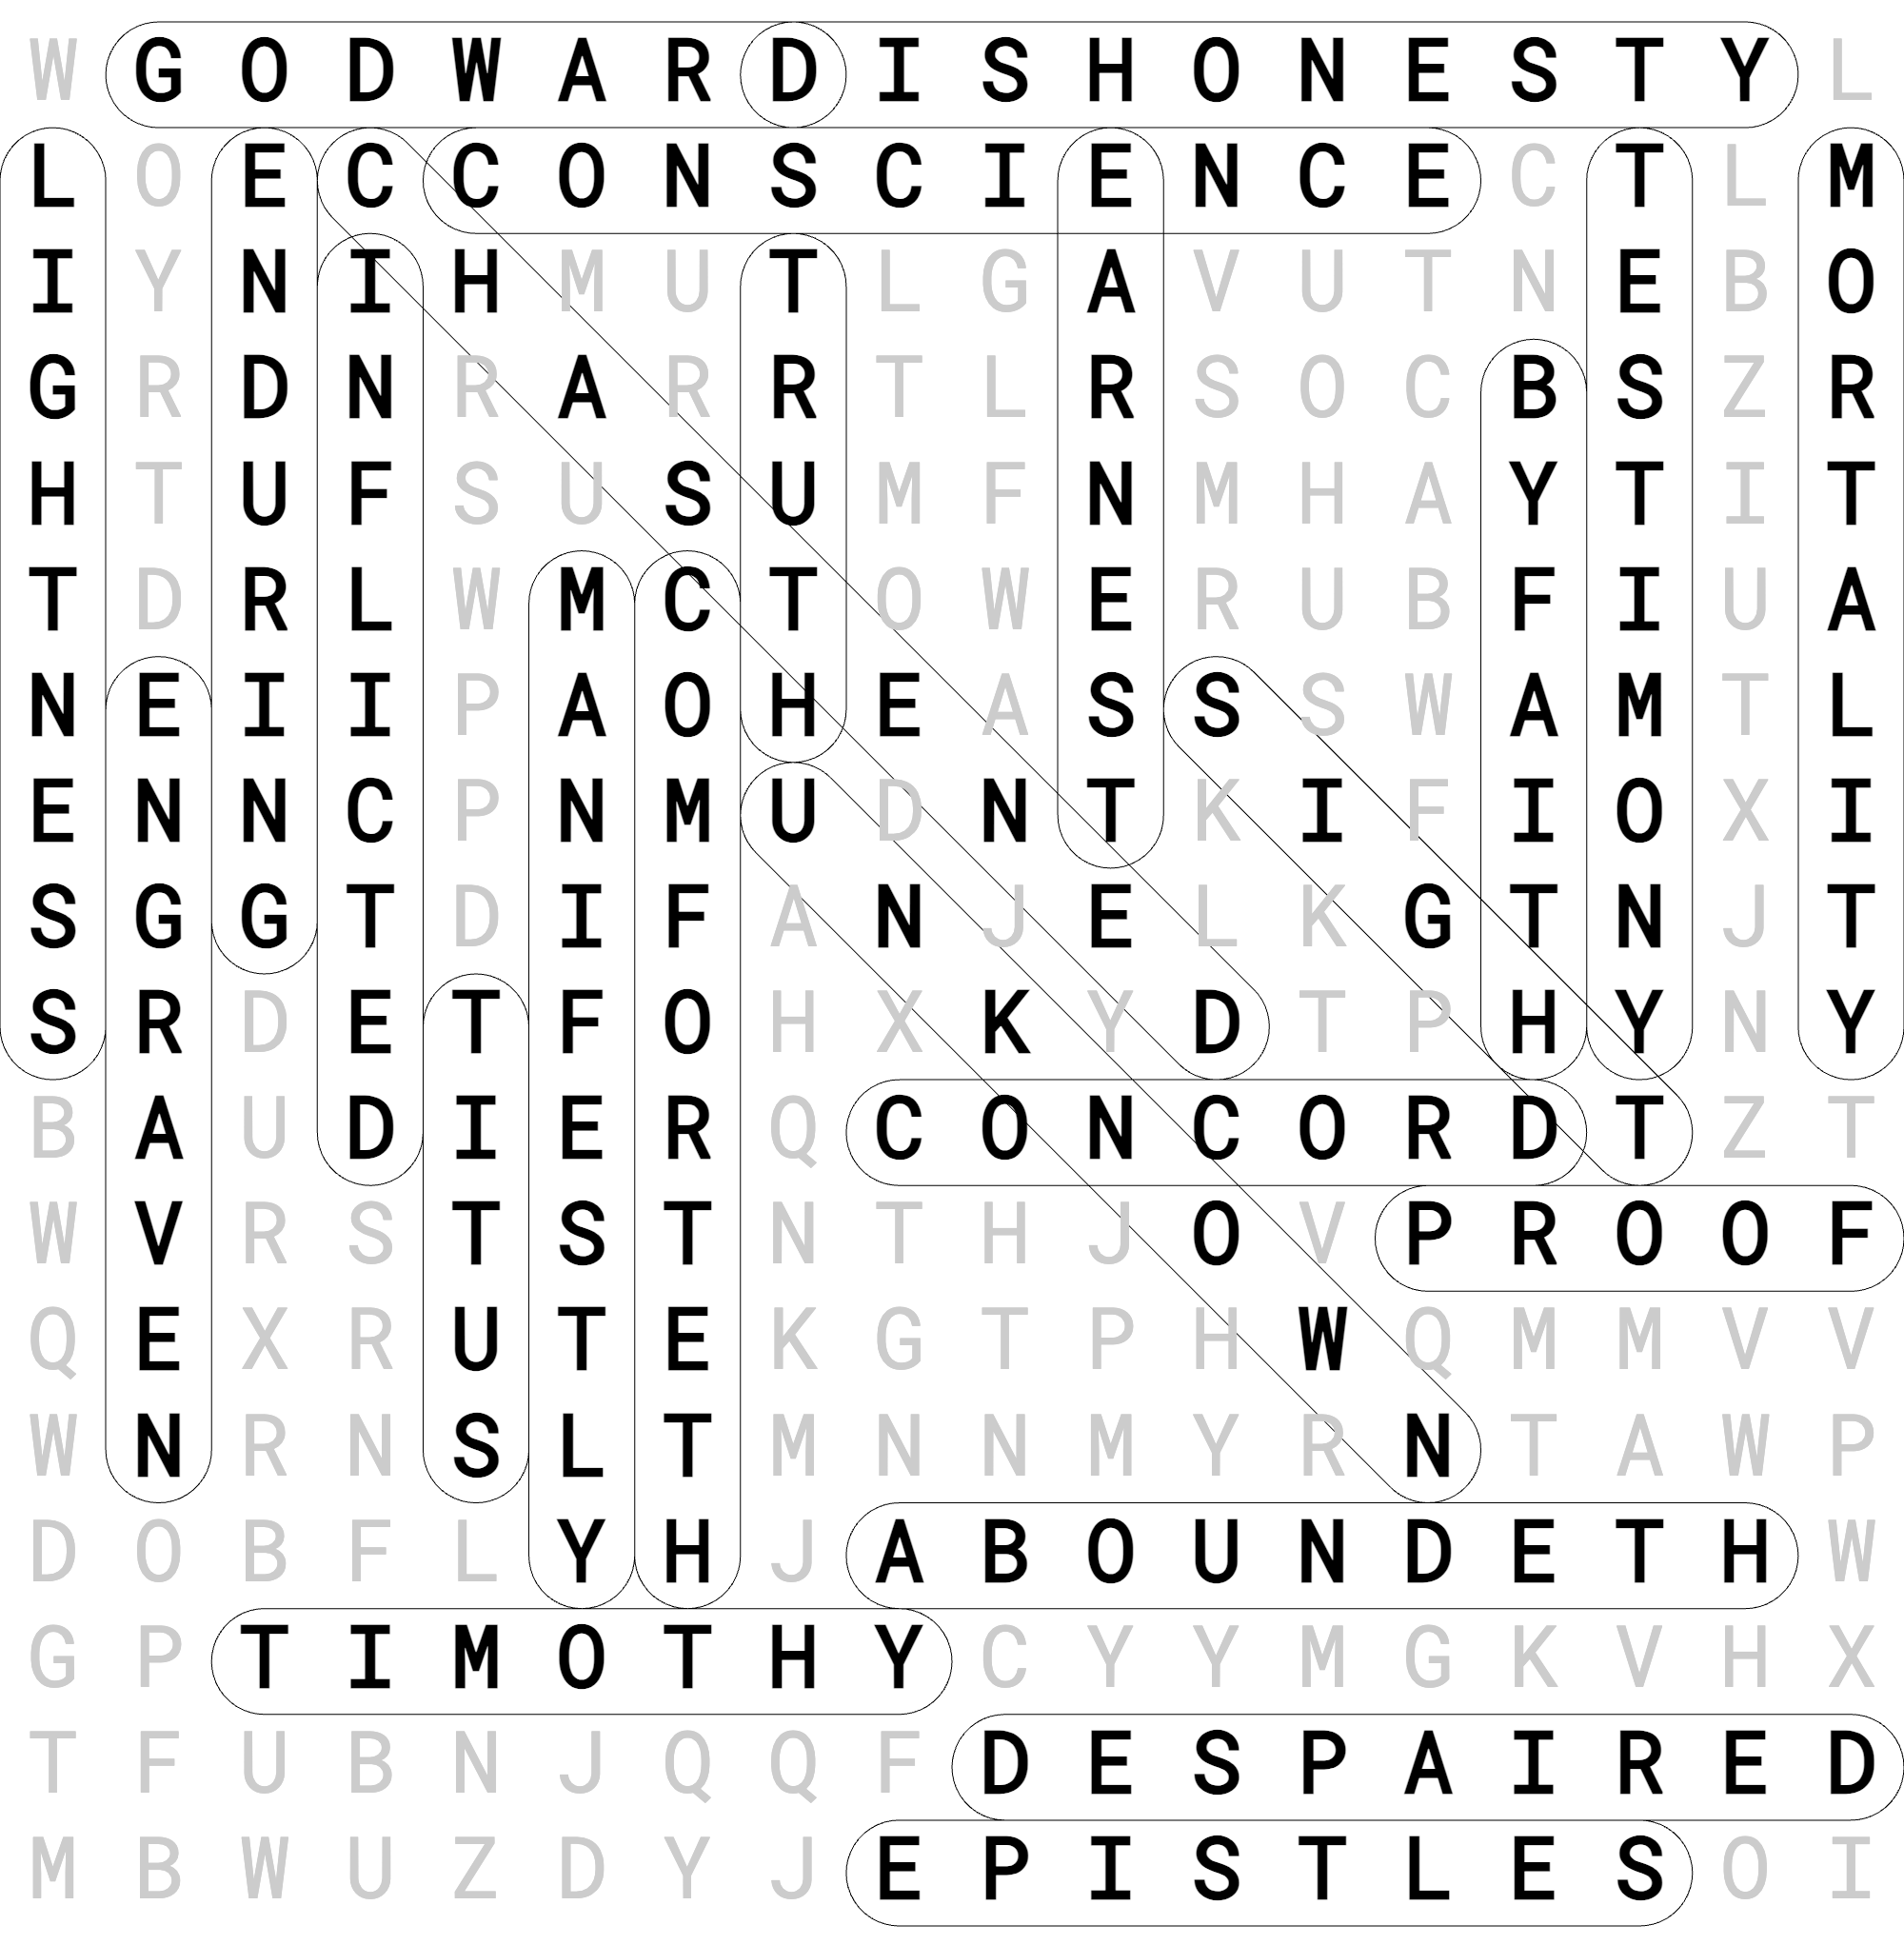 W G O D W A R D I S H O N E S T Y L
L O E C C O N S C I E N C E C T L M
I Y N I H M U T L G A V U T N E B O
G R D N R A R R T L R S O C B S Z R
H T U F S U S U M F N M H A Y T I T
T D R L W M C T O W E R U B F I U A
N E I I P A O H E A S S S W A M T L
E N N C P N M U D N T K I F I O X I
S G G T D I F A N J E L K G T N J T
S R D E T F O H X K Y D T P H Y N Y
B A U D I E R Q C O N C O R D T Z T
W V R S T S T N T H J O V P R O O F
Q E X R U T E K G T P H W Q M M V V
W N R N S L T M N N M Y R N T A W P
D O B F L Y H J A B O U N D E T H W
G P T I M O T H Y C Y Y M G K V H X
T F U B N J Q Q F D E S P A I R E D
M B W U Z D Y J E P I S T L E S O I